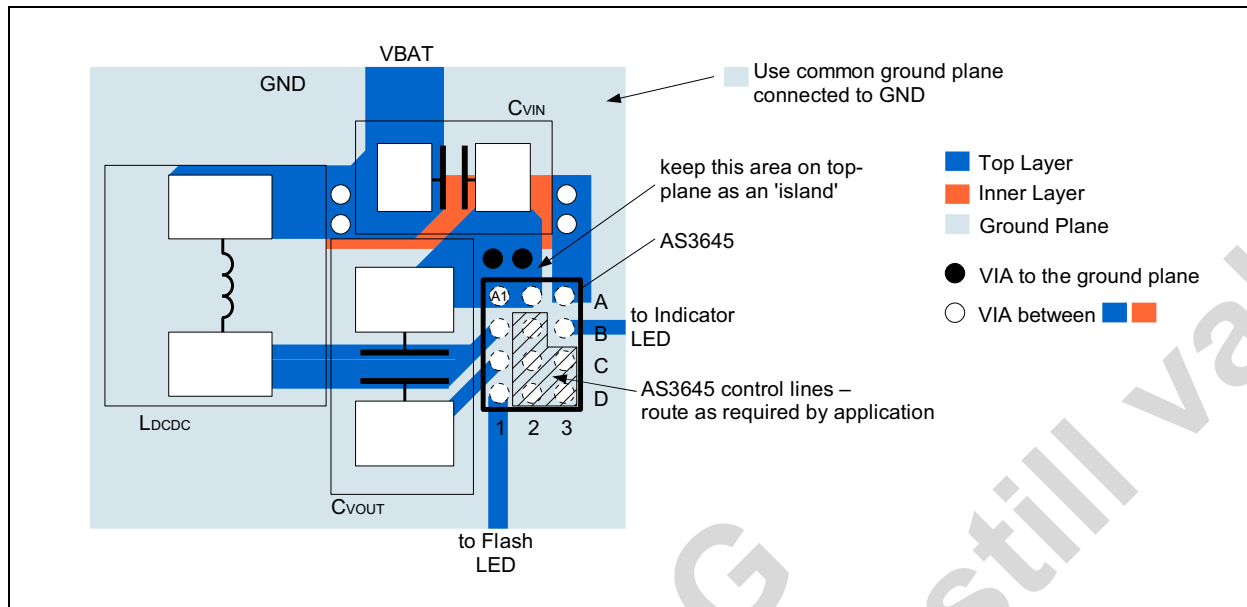 VBAT
GND
CVIN
Use common ground plane
connected to GND
keep this area on top-
plane as an 'island'
AS3645
Top Layer
Inner Layer
Ground Plane
VIA to the ground plane
VIA between
A1
A
B
C
D
1 2 3
to Indicator
LED
AS3645 control lines –
route as required by application
LDCDC
CVOUT
to Flash
LED
G
still val